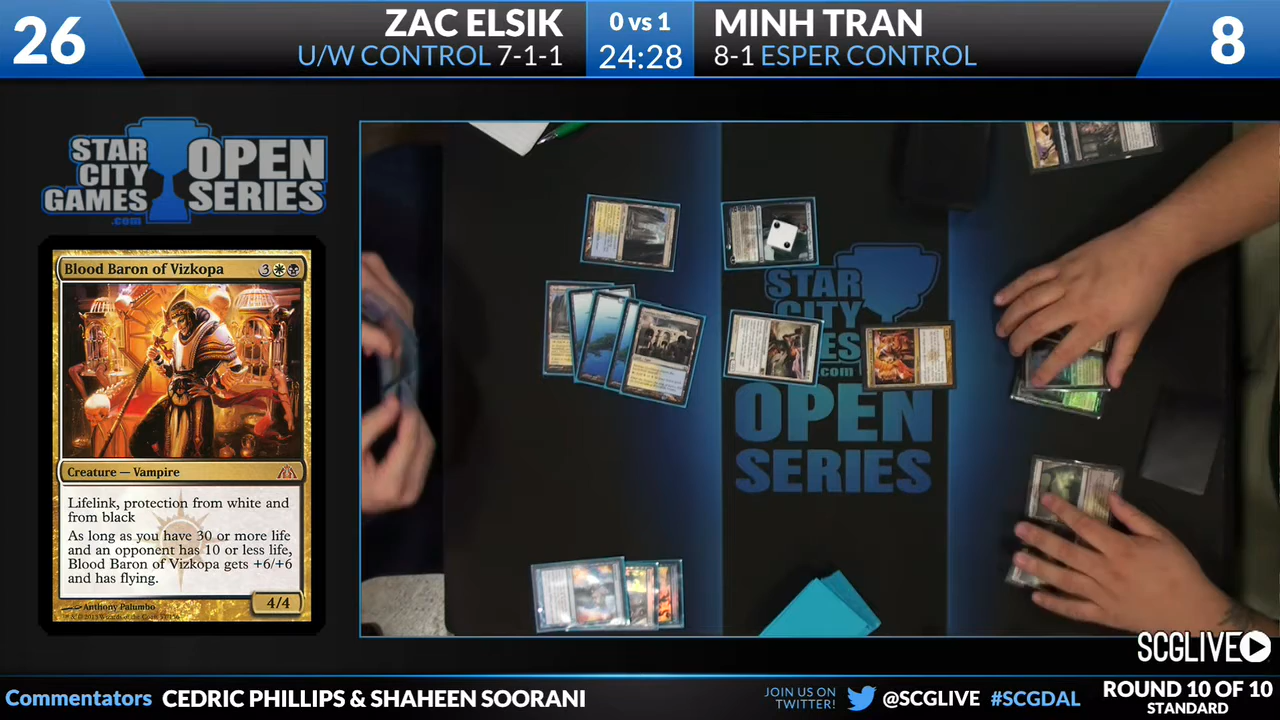 26
ZAC ELSIK
U/W CONTROL 7-1-1
0 vs 1
24:28
MINH TRAN
8-1 ESPER CONTROL
8
STAR
CITY
GAMES
.com
OPEN
SERIES
Blood Baron of Vizkopa 3
Creature — Vampire
Lifelink, protection from white and
from black
As long as you have 30 or more life
and an opponent has 10 or less life,
Blood Baron of Vizkopa gets +6/+6
and has flying.
Anthony Palumbo
4/4
STAR
CITY
.com
OPEN
SERIES
SCGLIVE
Commentators CEDRIC PHILLIPS & SHAHEEN SOORANI
JOIN US ON
TWITTER!
@SCGLIVE #SCGDAL
ROUND 10 OF 10
STANDARD